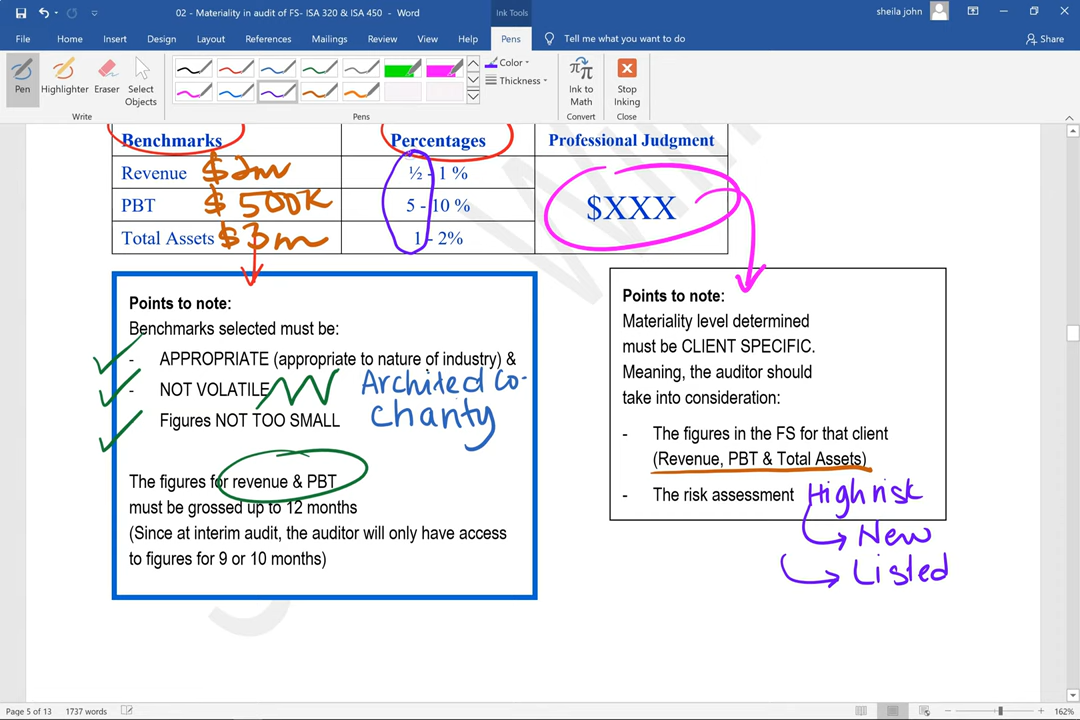 02 - Materiality in audit of FS- ISA 320 & ISA 450 - Word
Ink Tools
sheila john
File Home Insert Design Layout References Mailings Review View Help Pens Tell me what you want to do Share
Pen Highlighter Eraser Select Objects
Color
Thickness
Ink to Math
Stop Inking
Write Pens Convert Close
Benchmarks Percentages Professional Judgment
Revenue $2m ½ - 1 %
PBT $ 500K 5 - 10 % $XXX
Total Assets $3m 1 - 2%
Points to note:
Benchmarks selected must be:
- APPROPRIATE (appropriate to nature of industry) &
- NOT VOLATILE
Figures NOT TOO SMALL
Architect Co-
Charity
The figures for revenue & PBT
must be grossed up to 12 months
(Since at interim audit, the auditor will only have access
to figures for 9 or 10 months)
Points to note:
Materiality level determined
must be CLIENT SPECIFIC.
Meaning, the auditor should
take into consideration:
- The figures in the FS for that client
(Revenue, PBT & Total Assets)
- The risk assessment High risk
New
Listed
Page 5 of 13 1737 words 162%